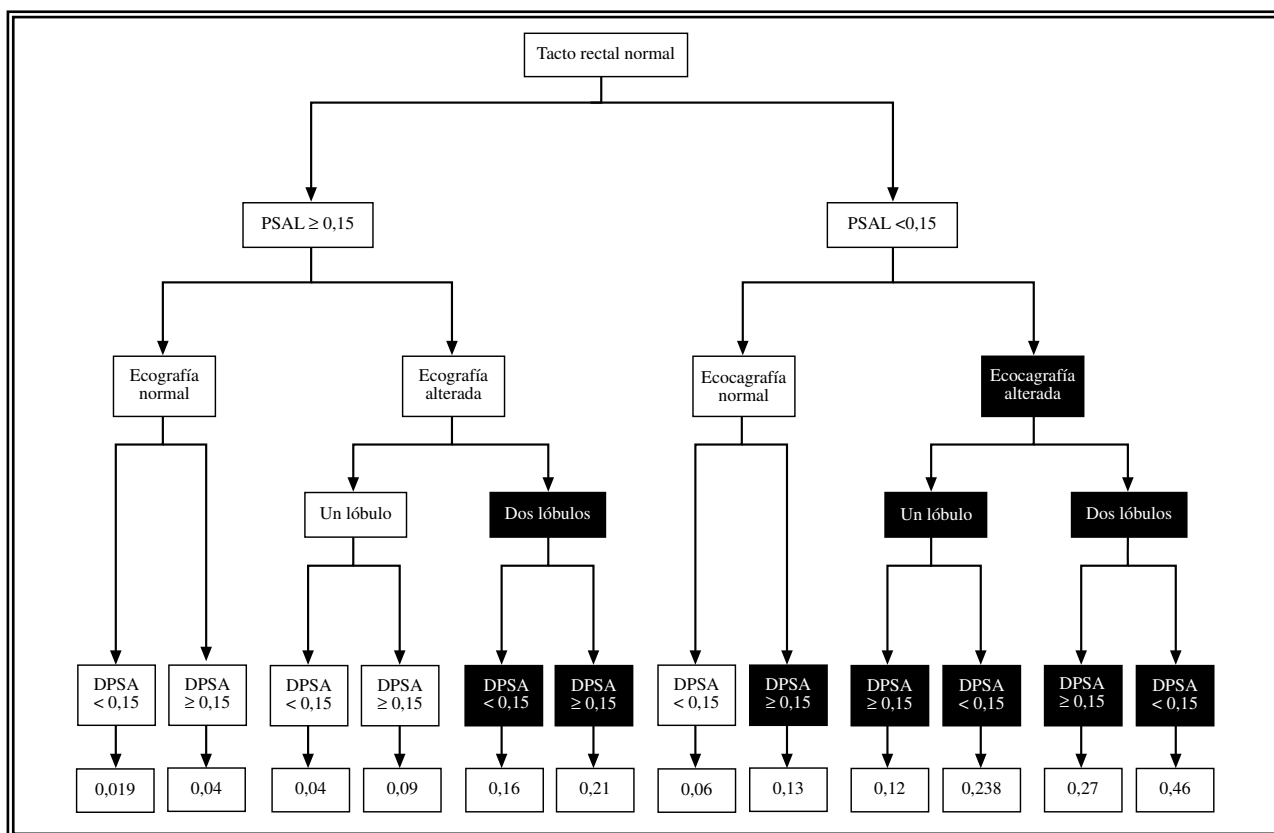 Tacto rectal normal
PSAL ≥ 0,15
PSAL <0,15
Ecografía
normal
Ecografía
alterada
Ecocagrafía
normal
Ecocagrafía
alterada
Un lóbulo
Dos lóbulos
Un lóbulo
Dos lóbulos
DPSA
< 0,15
DPSA
≥ 0,15
DPSA
< 0,15
DPSA
≥ 0,15
DPSA
< 0,15
DPSA
≥ 0,15
DPSA
< 0,15
DPSA
≥ 0,15
DPSA
≥ 0,15
DPSA
< 0,15
DPSA
≥ 0,15
DPSA
< 0,15
0,019
0,04
0,04
0,09
0,16
0,21
0,06
0,13
0,12
0,238
0,27
0,46